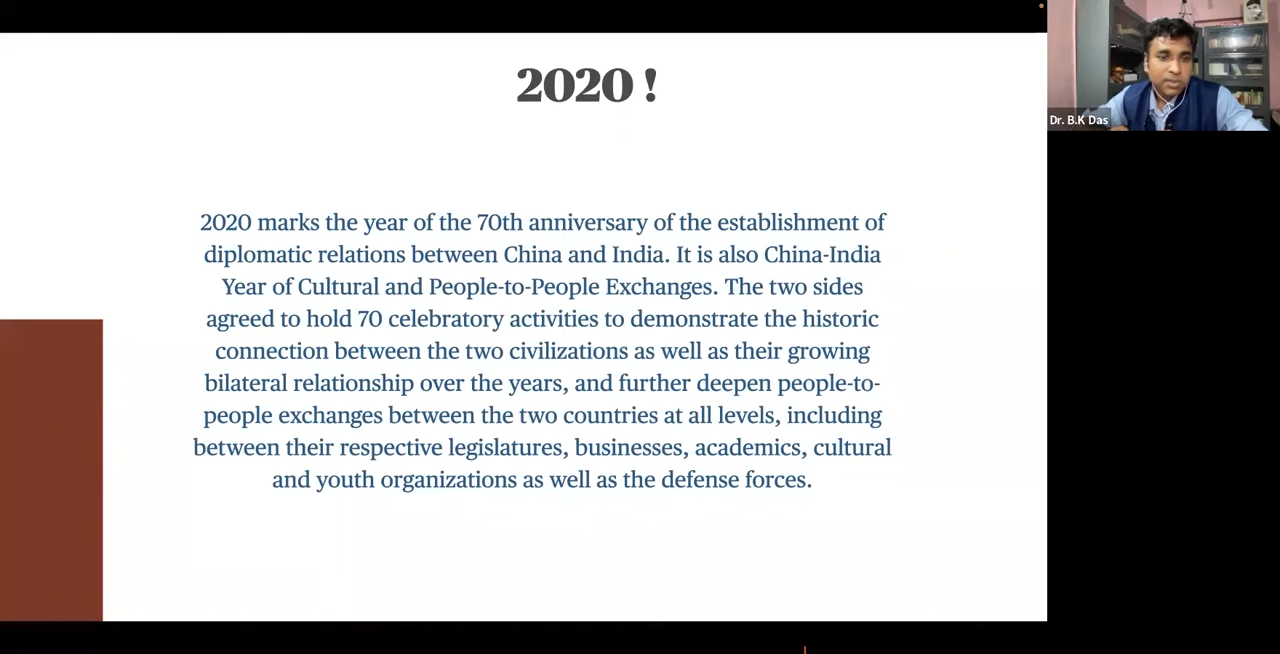 2020 !
2020 marks the year of the 70th anniversary of the establishment of
diplomatic relations between China and India. It is also China-India
Year of Cultural and People-to-People Exchanges. The two sides
agreed to hold 70 celebratory activities to demonstrate the historic
connection between the two civilizations as well as their growing
bilateral relationship over the years, and further deepen people-to-
people exchanges between the two countries at all levels, including
between their respective legislatures, businesses, academics, cultural
and youth organizations as well as the defense forces.
Dr. B.K Das